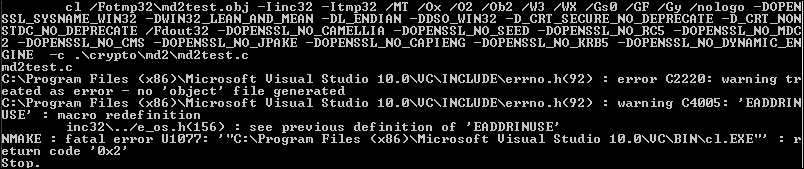 cl /Fotmp32\md2test.obj -Iinc32 -Itmp32 /MT /Ox /O2 /Ob2 /W3 /WX /Gs0 /GF /Gy /nologo -DOPEN
SSL_SYSNAME_WIN32 -DWIN32_LEAN_AND_MEAN -DL_ENDIAN -DDSO_WIN32 -D_CRT_SECURE_NO_DEPRECATE -D_CRT_NON
STDC_NO_DEPRECATE /Fdout32 -DOPENSSL_NO_CAMELLIA -DOPENSSL_NO_SEED -DOPENSSL_NO_RC5 -DOPENSSL_NO_MDC
2 -DOPENSSL_NO_CMS -DOPENSSL_NO_JPAKE -DOPENSSL_NO_CAPIENG -DOPENSSL_NO_KRB5 -DOPENSSL_NO_DYNAMIC_EN
GINE  -c .\crypto\md2\md2test.c
md2test.c
C:\Program Files (x86)\Microsoft Visual Studio 10.0\VC\INCLUDE\errno.h(92) : error C2220: warning tr
eated as error - no 'object' file generated
C:\Program Files (x86)\Microsoft Visual Studio 10.0\VC\INCLUDE\errno.h(92) : warning C4005: 'EADDRIN
USE' : macro redefinition
inc32\../e_os.h(156) : see previous definition of 'EADDRINUSE'
NMAKE : fatal error U1077: '"C:\Program Files (x86)\Microsoft Visual Studio 10.0\VC\BIN\cl.EXE"' : r
eturn code '0x2'
Stop.